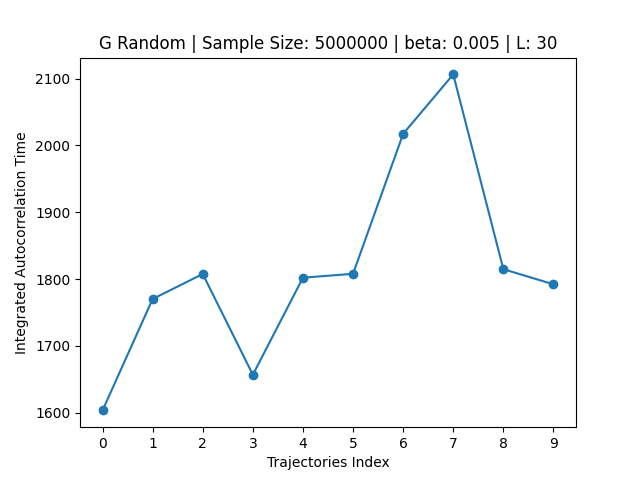 G Random | Sample Size: 5000000 | beta: 0.005 | L: 30
Integrated Autocorrelation Time
2100
2000
1900
1800
1700
1600
0 1 2 3 4 5 6 7 8 9
Trajectories Index